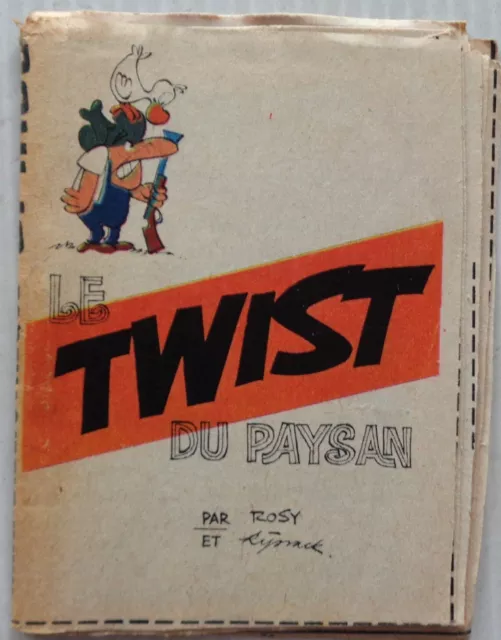 LE
TWIST
DU PAYSAN
PAR ROSY
ET